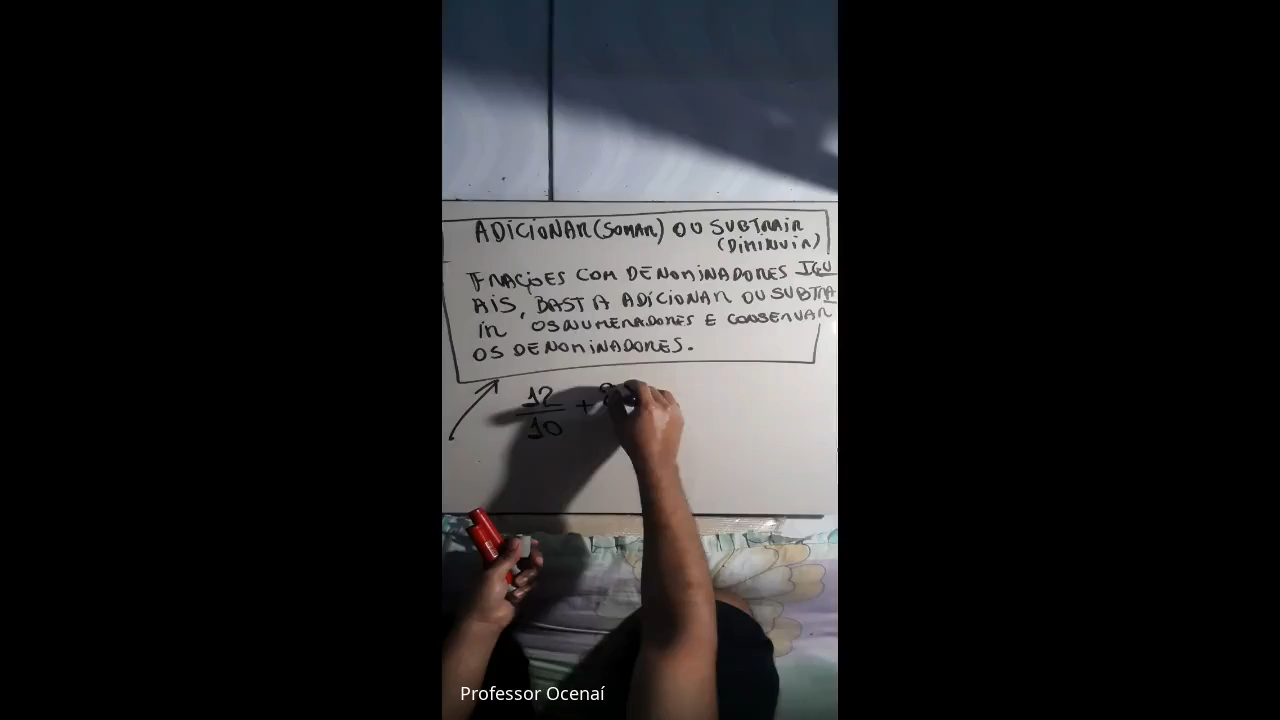 ADICIONAR (SOMAR) OU SUBTRAIR
(DIMINUIR)
FRAÇÕES COM DENOMINADORES IGU
AIS, BASTA ADICIONAR OU SUBTRA
IR OS NUMERADORES E CONSERVAR
OS DENOMINADORES.
12
10 +
Professor Ocenaí